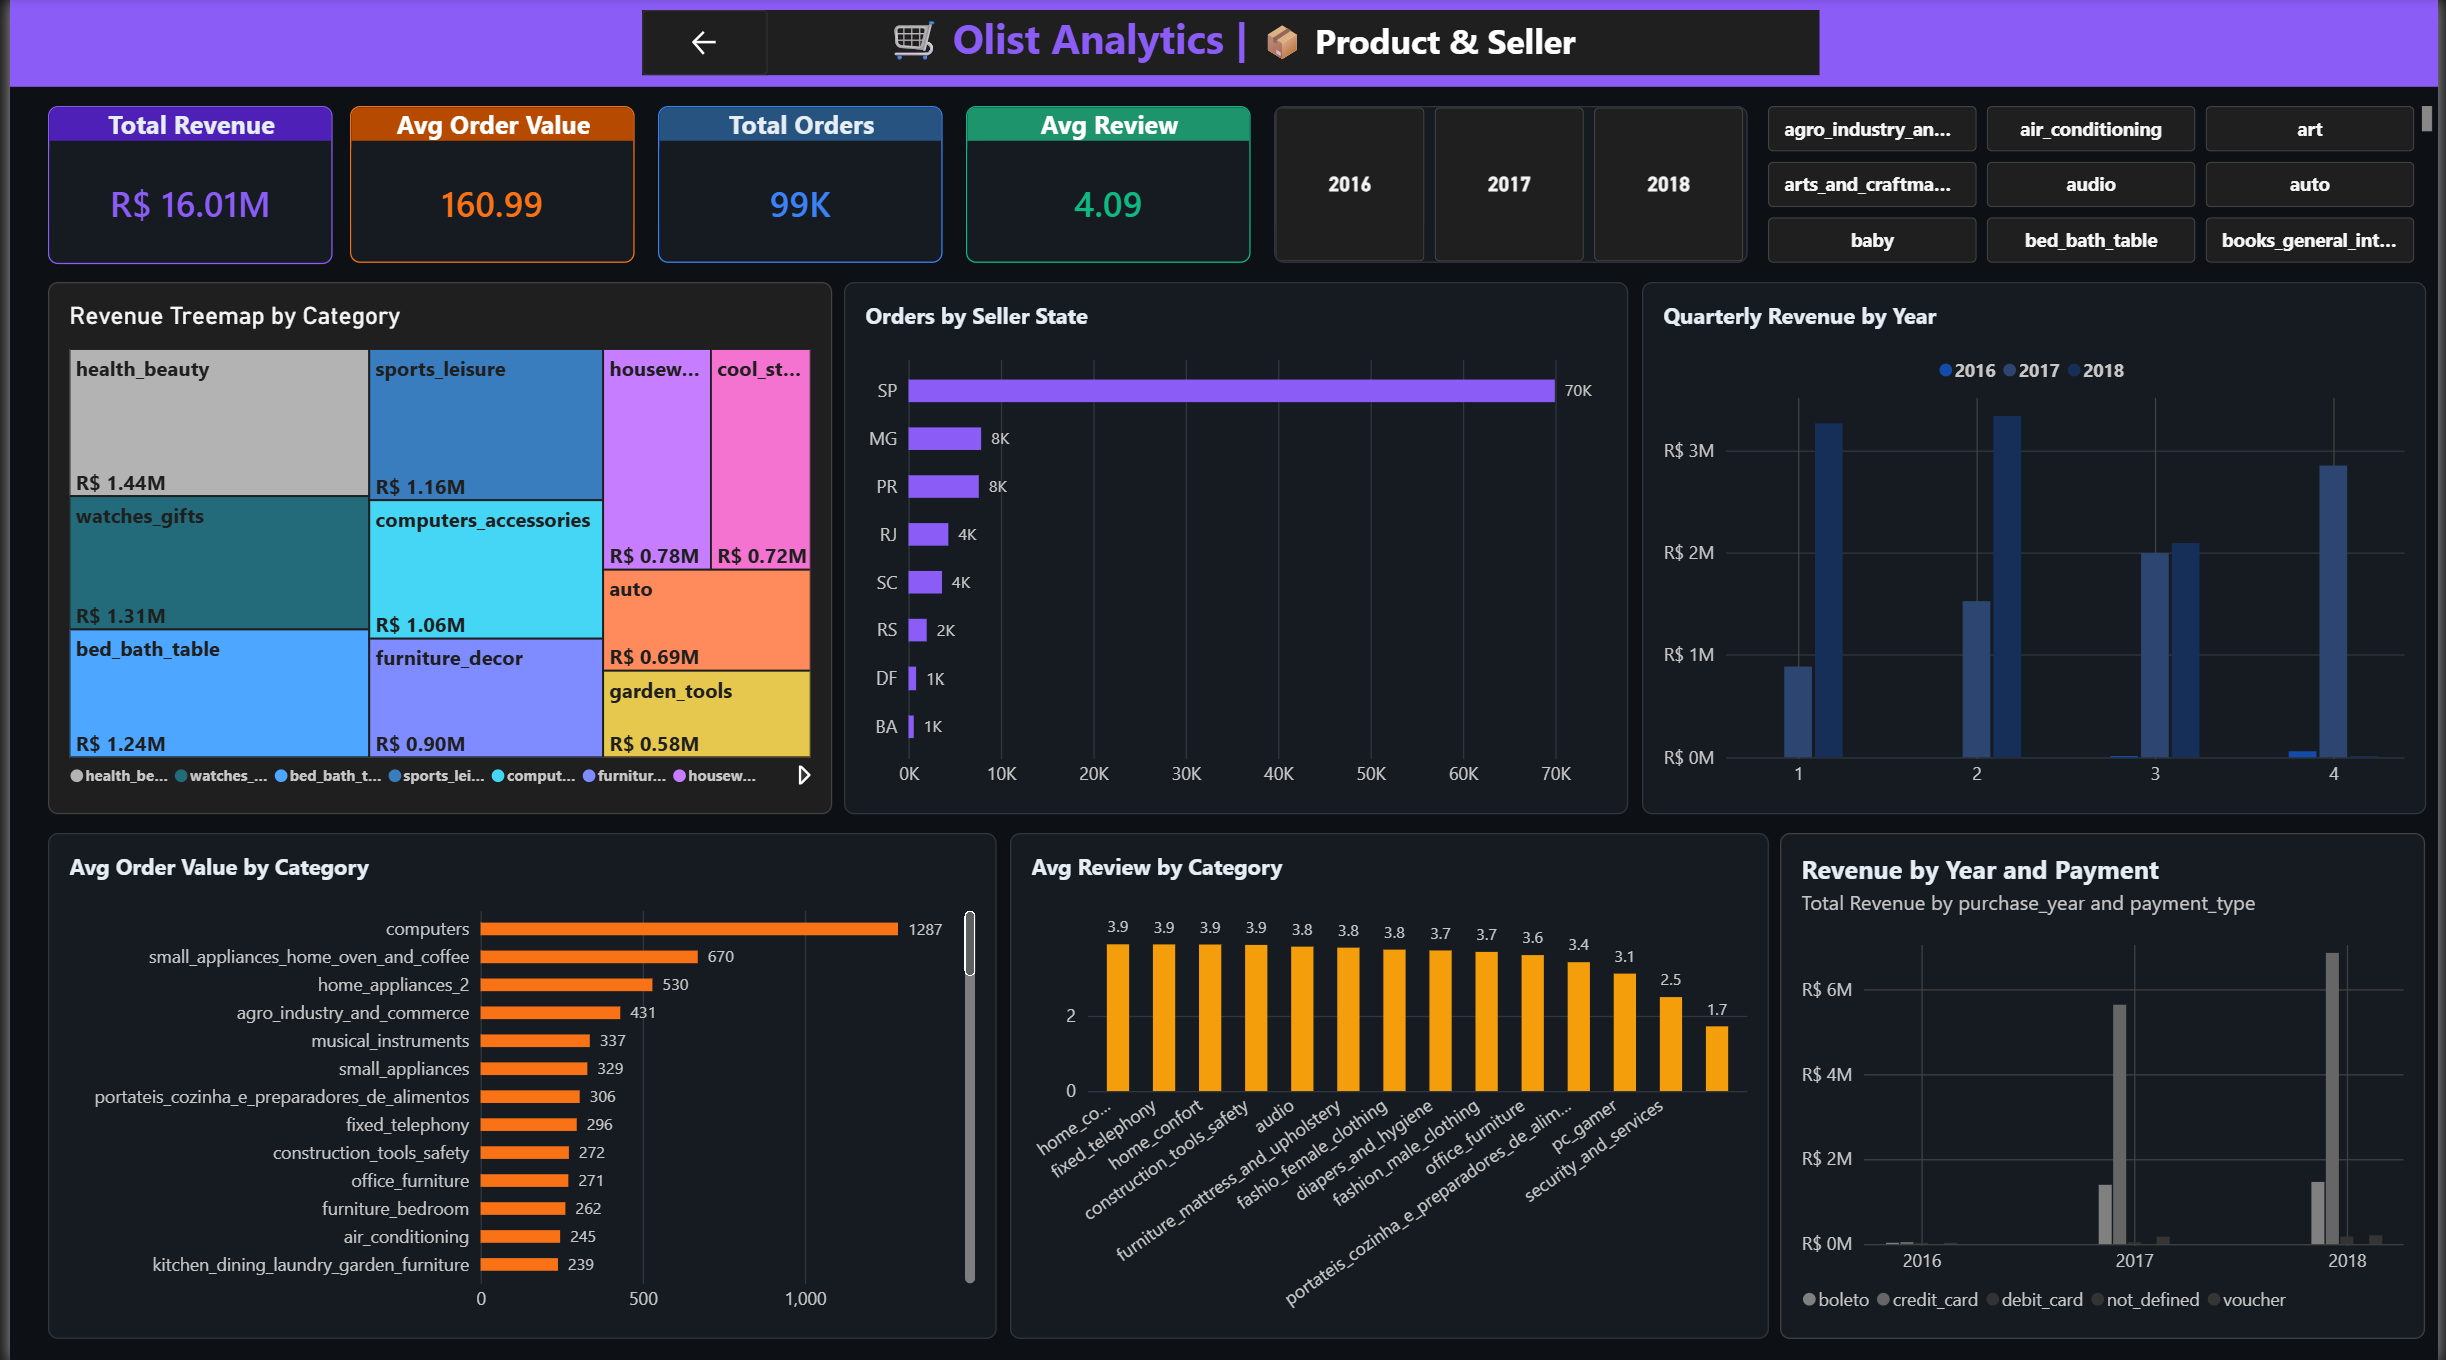 Olist Analytics | Product & Seller
Total Revenue
R$ 16.01M
Avg Order Value
160.99
Total Orders
99K
Avg Review
4.09
2016
2017
2018
agro_industry_an...
air_conditioning
art
arts_and_craftma...
audio
auto
baby
bed_bath_table
books_general_int...
Revenue Treemap by Category
health_beauty
R$ 1.44M
watches_gifts
R$ 1.31M
bed_bath_table
R$ 1.24M
sports_leisure
R$ 1.16M
computers_accessories
R$ 1.06M
furniture_decor
R$ 0.90M
housew...
R$ 0.78M
cool_st...
R$ 0.72M
auto
R$ 0.69M
garden_tools
R$ 0.58M
health_be... watches_... bed_bath_t... sports_lei... comput... furnitur... housew...
Orders by Seller State
SP 70K
MG 8K
PR 8K
RJ 4K
SC 4K
RS 2K
DF 1K
BA 1K
0K 10K 20K 30K 40K 50K 60K 70K
Quarterly Revenue by Year
2016 2017 2018
R$ 3M
R$ 2M
R$ 1M
R$ 0M
1 2 3 4
Avg Order Value by Category
computers 1287
small_appliances_home_oven_and_coffee 670
home_appliances_2 530
agro_industry_and_commerce 431
musical_instruments 337
small_appliances 329
portateis_cozinha_e_preparadores_de_alimentos 306
fixed_telephony 296
construction_tools_safety 272
office_furniture 271
furniture_bedroom 262
air_conditioning 245
kitchen_dining_laundry_garden_furniture 239
0 500 1,000
Avg Review by Category
3.9 3.9 3.9 3.9 3.8 3.8 3.8 3.7 3.7 3.6 3.4 3.1 2.5 1.7
2
0
home_co...
fixed_telephony
home_confort
construction_tools_safety
audio
furniture_mattress_and_upholstery
fashio_female_clothing
diapers_and_hygiene
fashion_male_clothing
office_furniture
portateis_cozinha_e_preparadores_de_alim...
pc_gamer
security_and_services
Revenue by Year and Payment
Total Revenue by purchase_year and payment_type
R$ 6M
R$ 4M
R$ 2M
R$ 0M
2016 2017 2018
boleto credit_card debit_card not_defined voucher